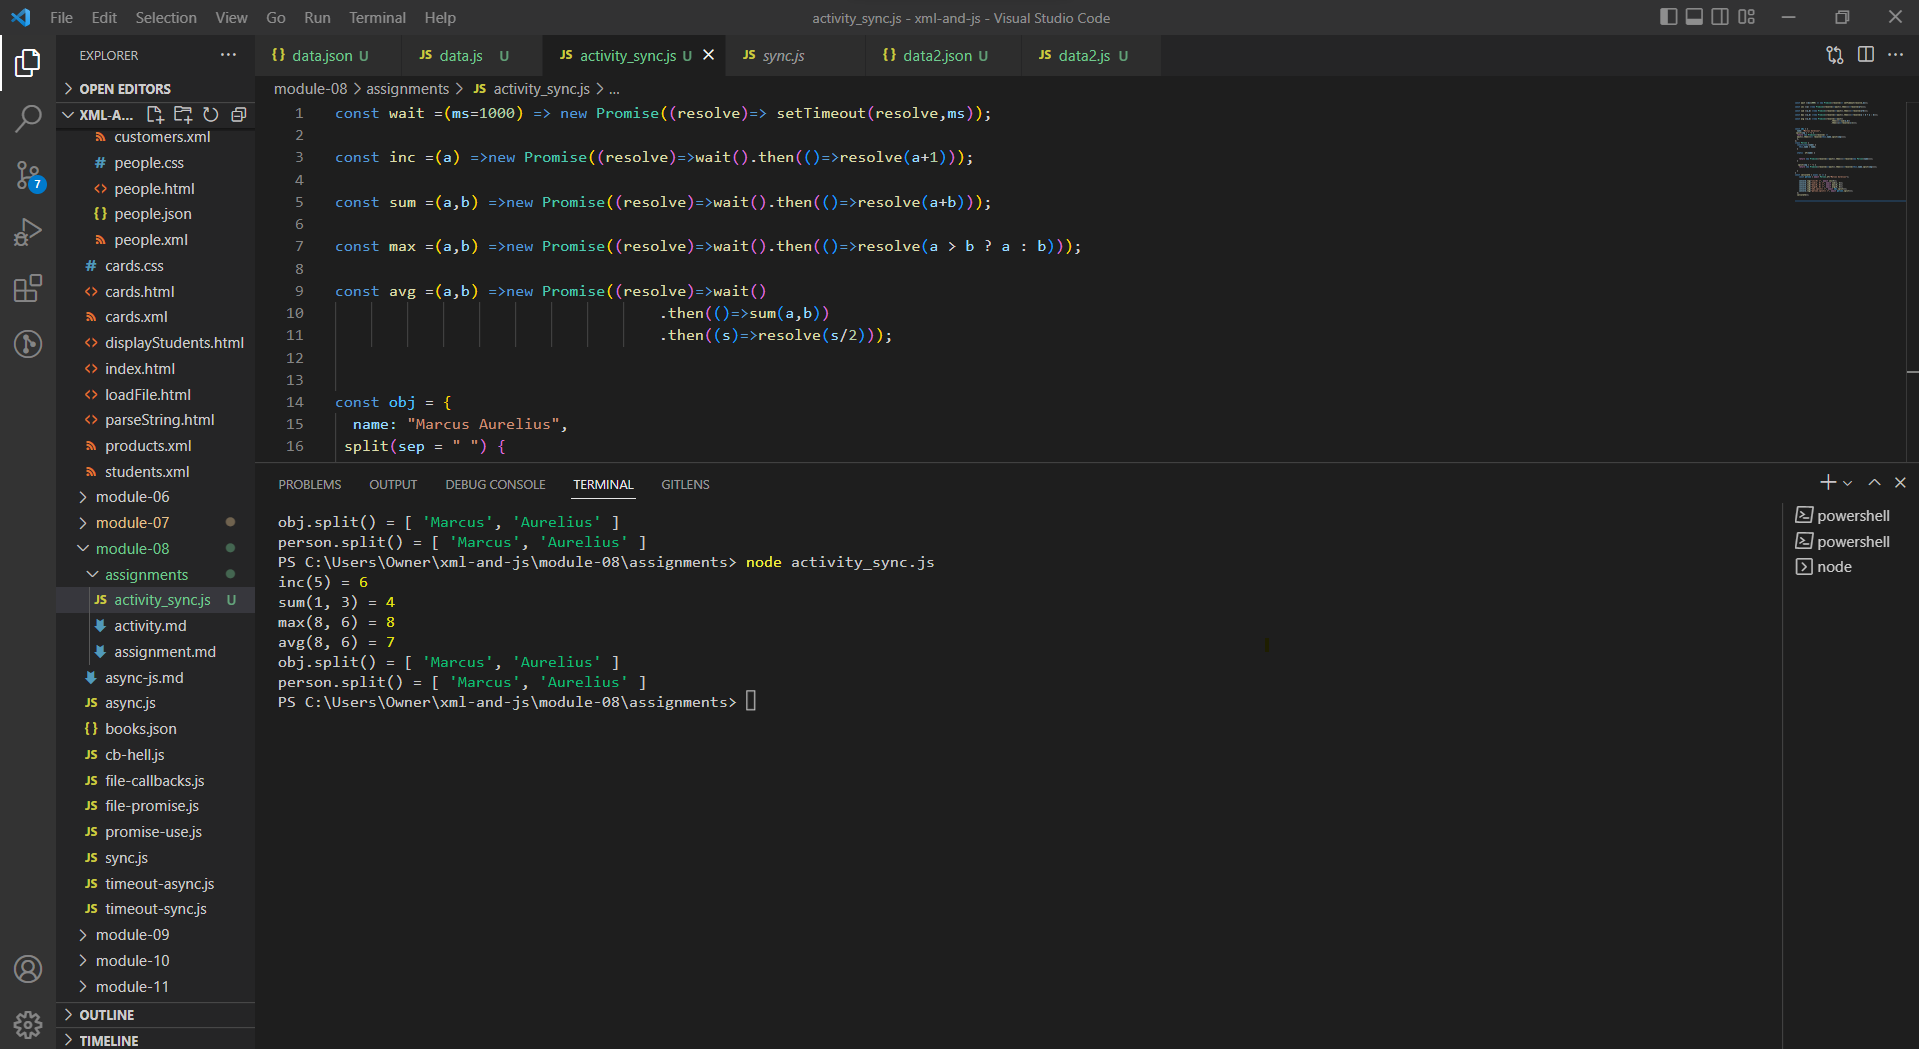 File Edit Selection View Go Run Terminal Help
activity_sync.js - xml-and-js - Visual Studio Code
EXPLORER
OPEN EDITORS
XML-A...
customers.xml
# people.css
<> people.html
{} people.json
people.xml
# cards.css
<> cards.html
cards.xml
<> displayStudents.html
<> index.html
<> loadFile.html
<> parseString.html
products.xml
students.xml
module-06
module-07
module-08
assignments
JS activity_sync.js U
activity.md
assignment.md
async-js.md
JS async.js
{} books.json
JS cb-hell.js
JS file-callbacks.js
JS file-promise.js
JS promise-use.js
JS sync.js
JS timeout-async.js
JS timeout-sync.js
module-09
module-10
module-11
OUTLINE
TIMELINE
7
{} data.json U
JS data.js U
JS activity_sync.js U
JS sync.js
{} data2.json U
JS data2.js U
module-08 > assignments > JS activity_sync.js > ...
1 const wait =(ms=1000) => new Promise((resolve)=> setTimeout(resolve,ms));
2
3 const inc =(a) =>new Promise((resolve)=>wait().then(()=>resolve(a+1)));
4
5 const sum =(a,b) =>new Promise((resolve)=>wait().then(()=>resolve(a+b)));
6
7 const max =(a,b) =>new Promise((resolve)=>wait().then(()=>resolve(a > b ? a : b)));
8
9 const avg =(a,b) =>new Promise((resolve)=>wait()
10 .then(()=>sum(a,b))
11 .then((s)=>resolve(s/2)));
12
13
14 const obj = {
15 name: "Marcus Aurelius",
16 split(sep = " ") {
PROBLEMS OUTPUT DEBUG CONSOLE TERMINAL GITLENS
obj.split() = [ 'Marcus', 'Aurelius' ]
person.split() = [ 'Marcus', 'Aurelius' ]
PS C:\Users\Owner\xml-and-js\module-08\assignments> node activity_sync.js
inc(5) = 6
sum(1, 3) = 4
max(8, 6) = 8
avg(8, 6) = 7
obj.split() = [ 'Marcus', 'Aurelius' ]
person.split() = [ 'Marcus', 'Aurelius' ]
PS C:\Users\Owner\xml-and-js\module-08\assignments>
powershell
powershell
node